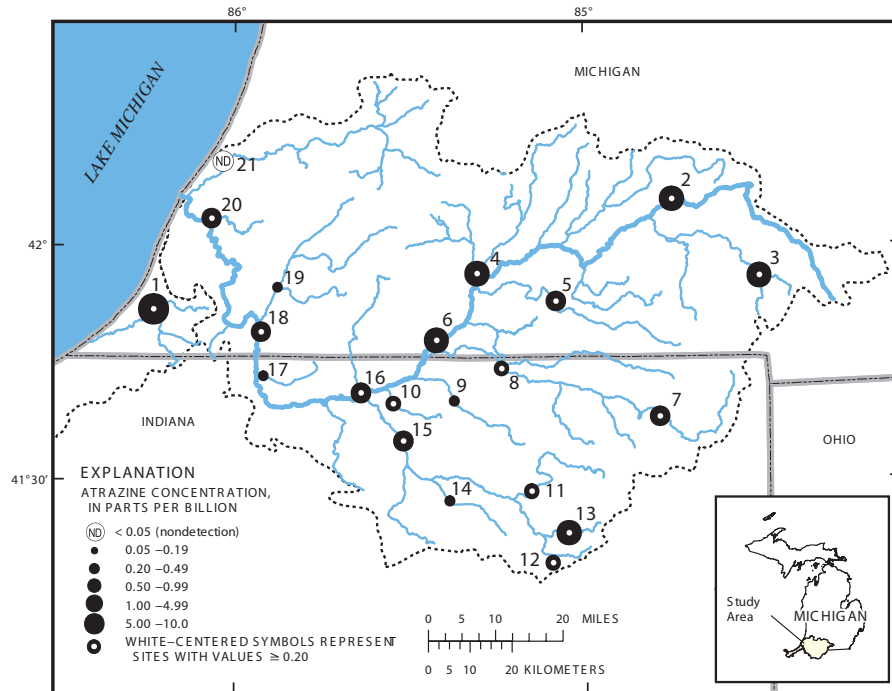 86°
85°
MICHIGAN
LAKE MICHIGAN
ND
21
2
20
42°
4
3
1
19
5
18
6
17
8
16
10
9
7
INDIANA
15
OHIO
41°30'
14
11
13
12
EXPLANATION
ATRAZINE CONCENTRATION,
IN PARTS PER BILLION
ND < 0.05 (nondetection)
0.05 –0.19
0.20 –0.49
0.50 –0.99
1.00 –4.99
5.00 –10.0
WHITE–CENTERED SYMBOLS REPRESENT
SITES WITH VALUES ≥ 0.20
0 10 20 MILES
0 5 10 20 KILOMETERS
Study
Area
MICHIGAN